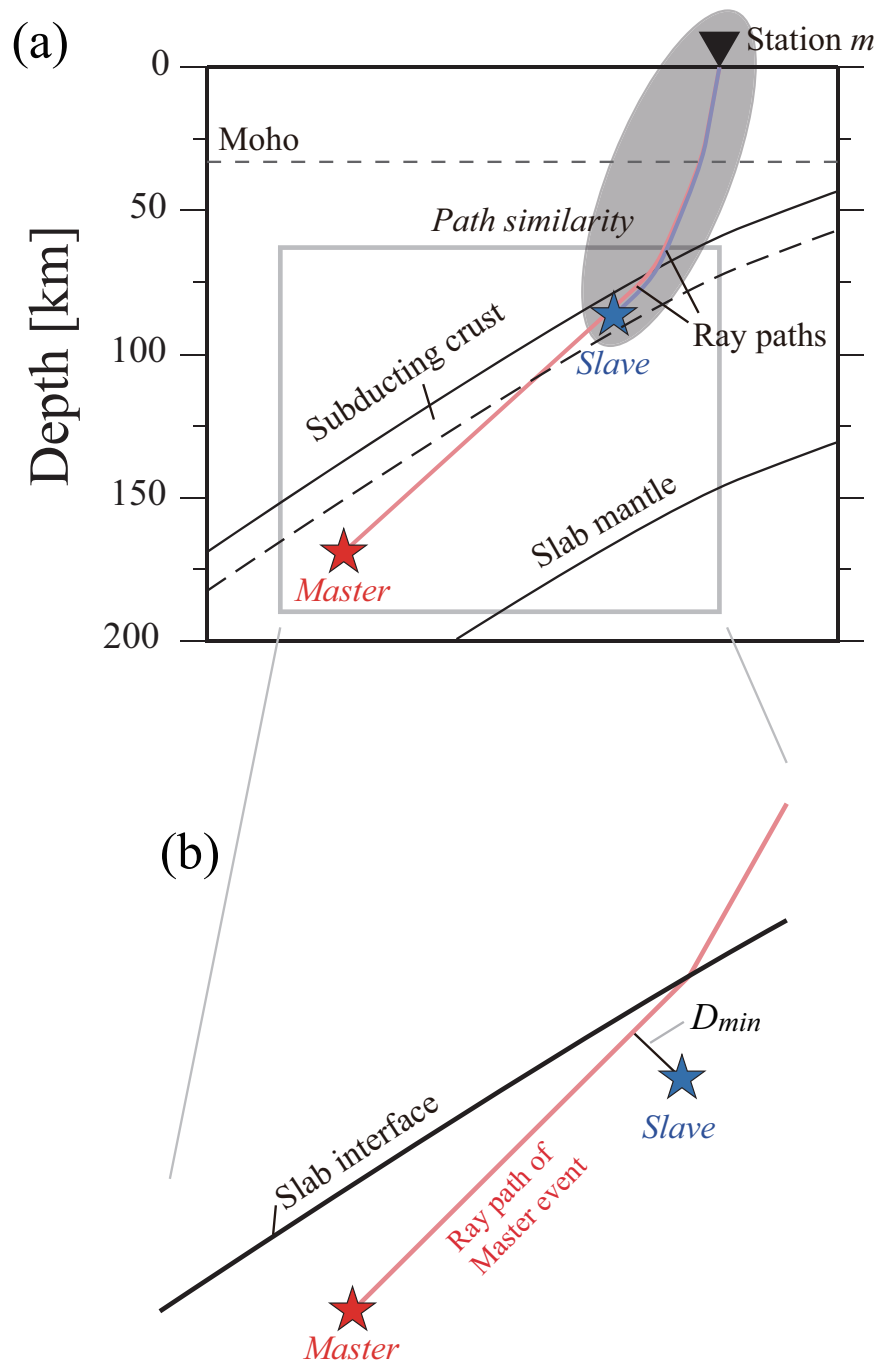 (a)
Station m
0
Moho
50
Path similarity
Depth [km]
Ray paths
100
Slave
Subducting crust
150
Slab mantle
Master
200
(b)
Dmin
Slave
Slab interface
Ray path of
Master event
Master